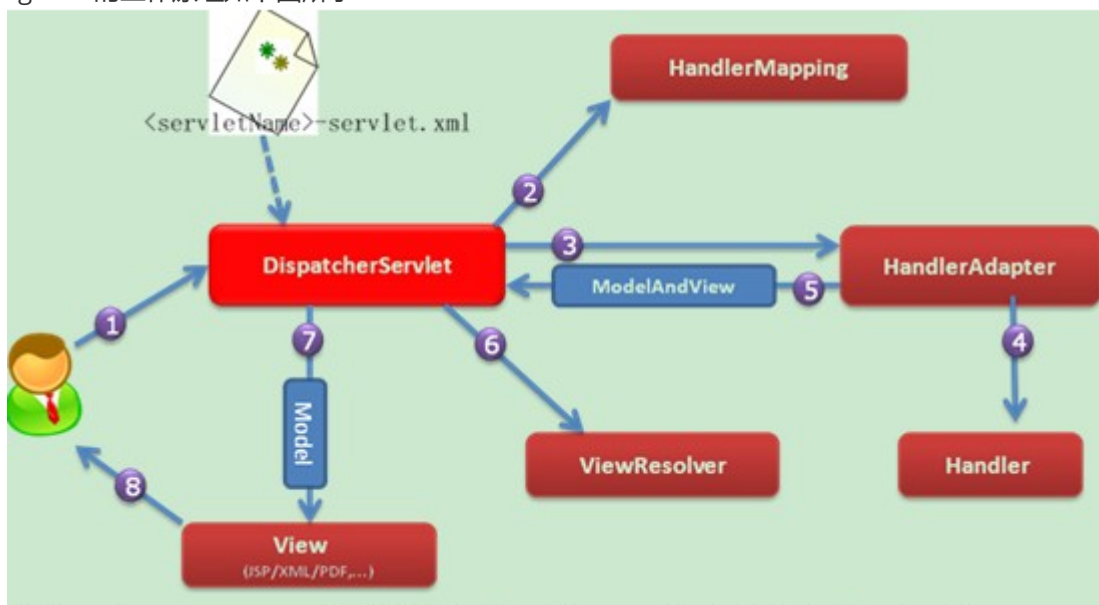 <servletName>-servlet.xml
HandlerMapping
2
DispatcherServlet
3
HandlerAdapter
ModelAndView
5
1
7
6
4
Model
ViewResolver
Handler
8
View
(JSP/XML/PDF,...)